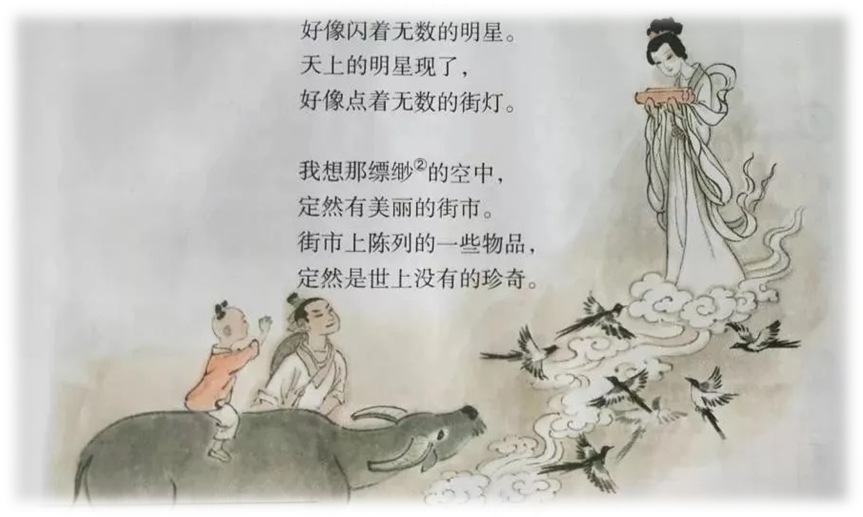 好像闪着无数的明星。
天上的明星现了，
好像点着无数的街灯。
我想那缥缈②的空中，
定然有美丽的街市。
街市上陈列的一些物品，
定然是世上没有的珍奇。